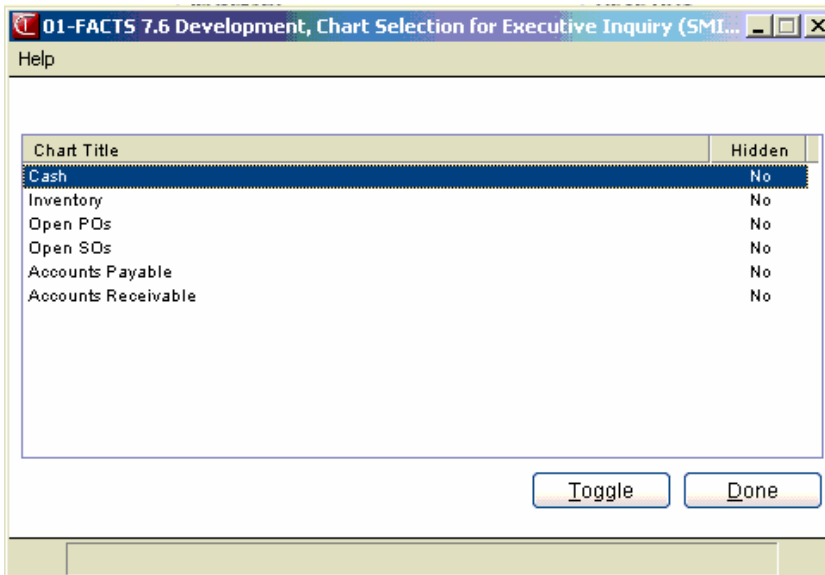 01-FACTS 7.6 Development, Chart Selection for Executive Inquiry (SMI...
Help
Chart Title Hidden
Cash No
Inventory No
Open POs No
Open SOs No
Accounts Payable No
Accounts Receivable No
Toggle Done